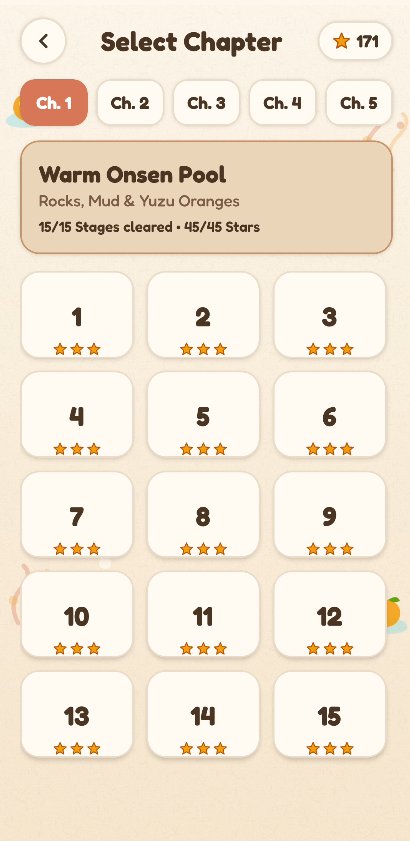 Select Chapter
171
Ch. 1 Ch. 2 Ch. 3 Ch. 4 Ch. 5
Warm Onsen Pool
Rocks, Mud & Yuzu Oranges
15/15 Stages cleared • 45/45 Stars
1 2 3
4 5 6
7 8 9
10 11 12
13 14 15